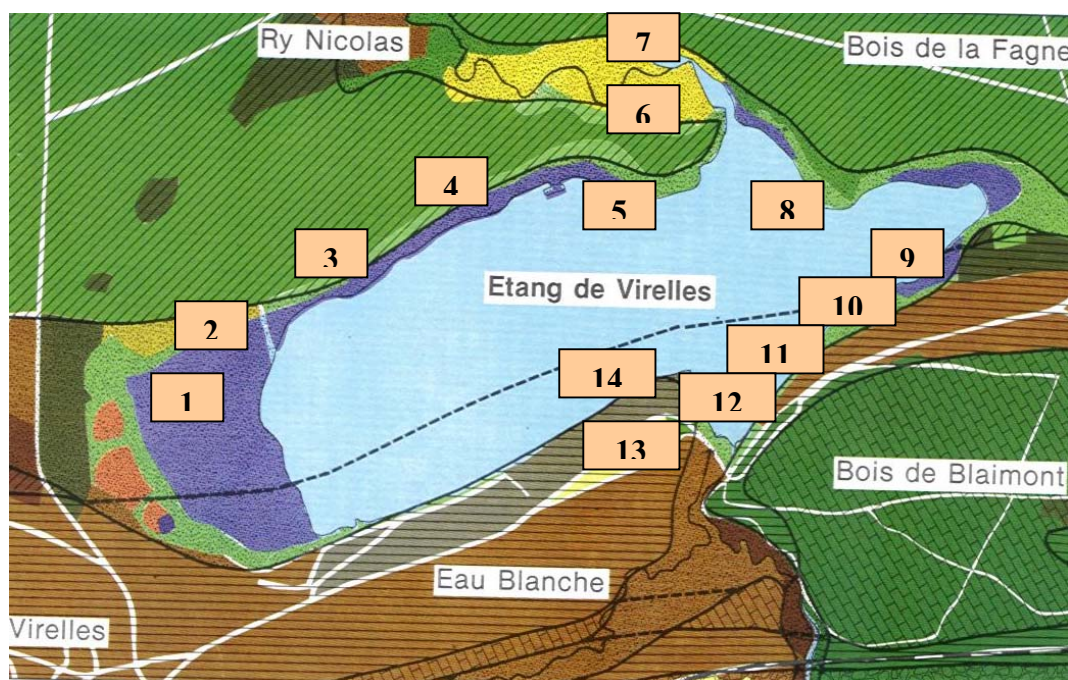 Ry Nicolas
7
Bois de la Fagne
6
4
5
8
3
9
Etang de Virelles
10
2
11
14
1
12
13
Bois de Blaimont
Eau Blanche
Virelles